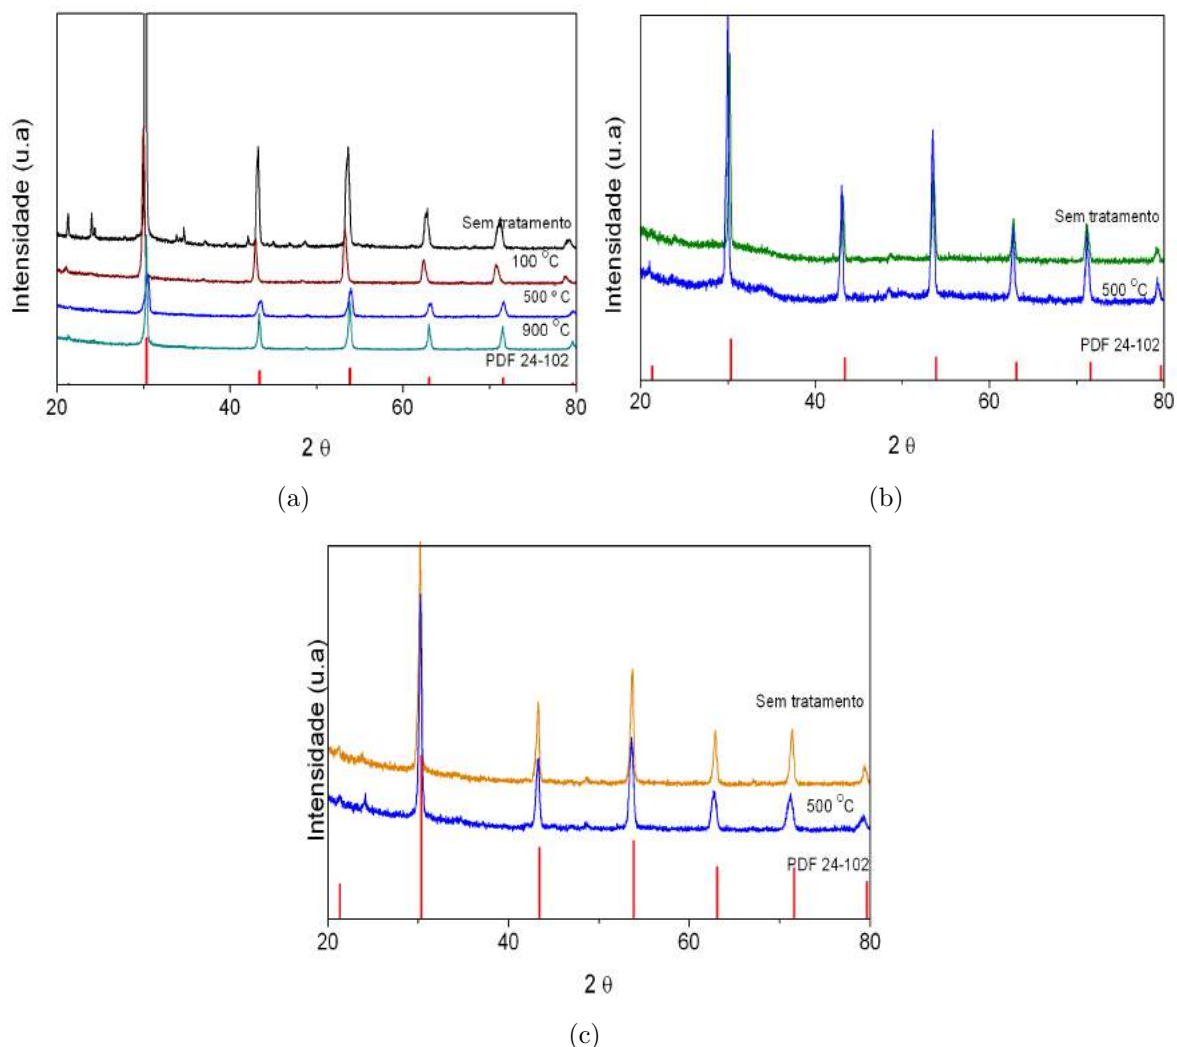 Intensidade (u.a)
Sem tratamento
100 °C
500 º C
900 °C
PDF 24-102
20
40
60
80
2 θ
(a)
Intensidade (u.a)
Sem tratamento
500 °C
PDF 24-102
20
40
60
80
2 θ
(b)
Intensidade (u.a)
Sem tratamento
500 °C
PDF 24-102
20
40
60
80
2 θ
(c)